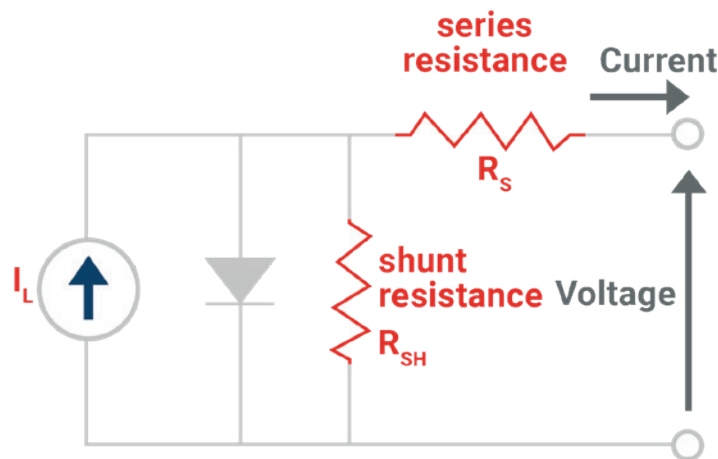 series
resistance
Current
R_S
I_L
shunt
resistance
R_SH
Voltage